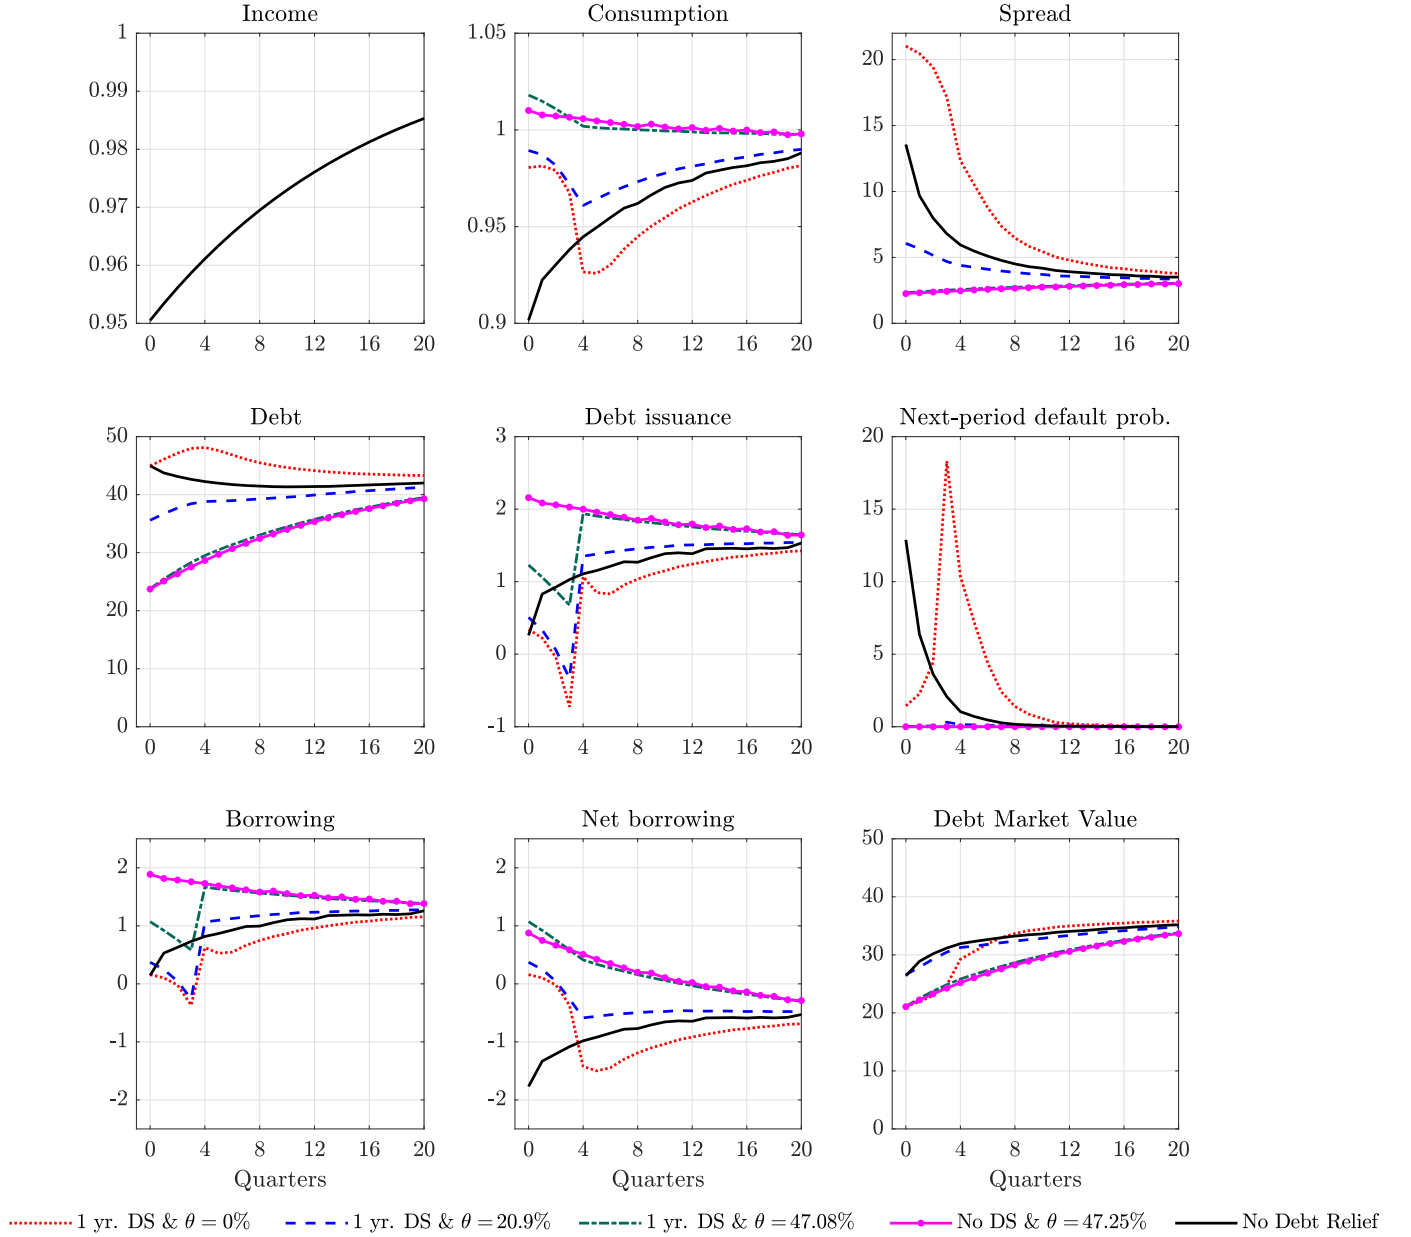 Income
Consumption
Spread
1
0.99
0.98
0.97
0.96
0.95
0 4 8 12 16 20
1.05
1
0.95
0.9
0 4 8 12 16 20
20
15
10
5
0
0 4 8 12 16 20
Debt
Debt issuance
Next-period default prob.
50
40
30
20
10
0
0 4 8 12 16 20
3
2
1
0
-1
0 4 8 12 16 20
20
15
10
5
0
0 4 8 12 16 20
Borrowing
Net borrowing
Debt Market Value
2
1
0
-1
-2
0 4 8 12 16 20
Quarters
2
1
0
-1
-2
0 4 8 12 16 20
Quarters
50
40
30
20
10
0
0 4 8 12 16 20
Quarters
1 yr. DS & θ = 0% 1 yr. DS & θ = 20.9% 1 yr. DS & θ = 47.08% No DS & θ = 47.25% No Debt Relief